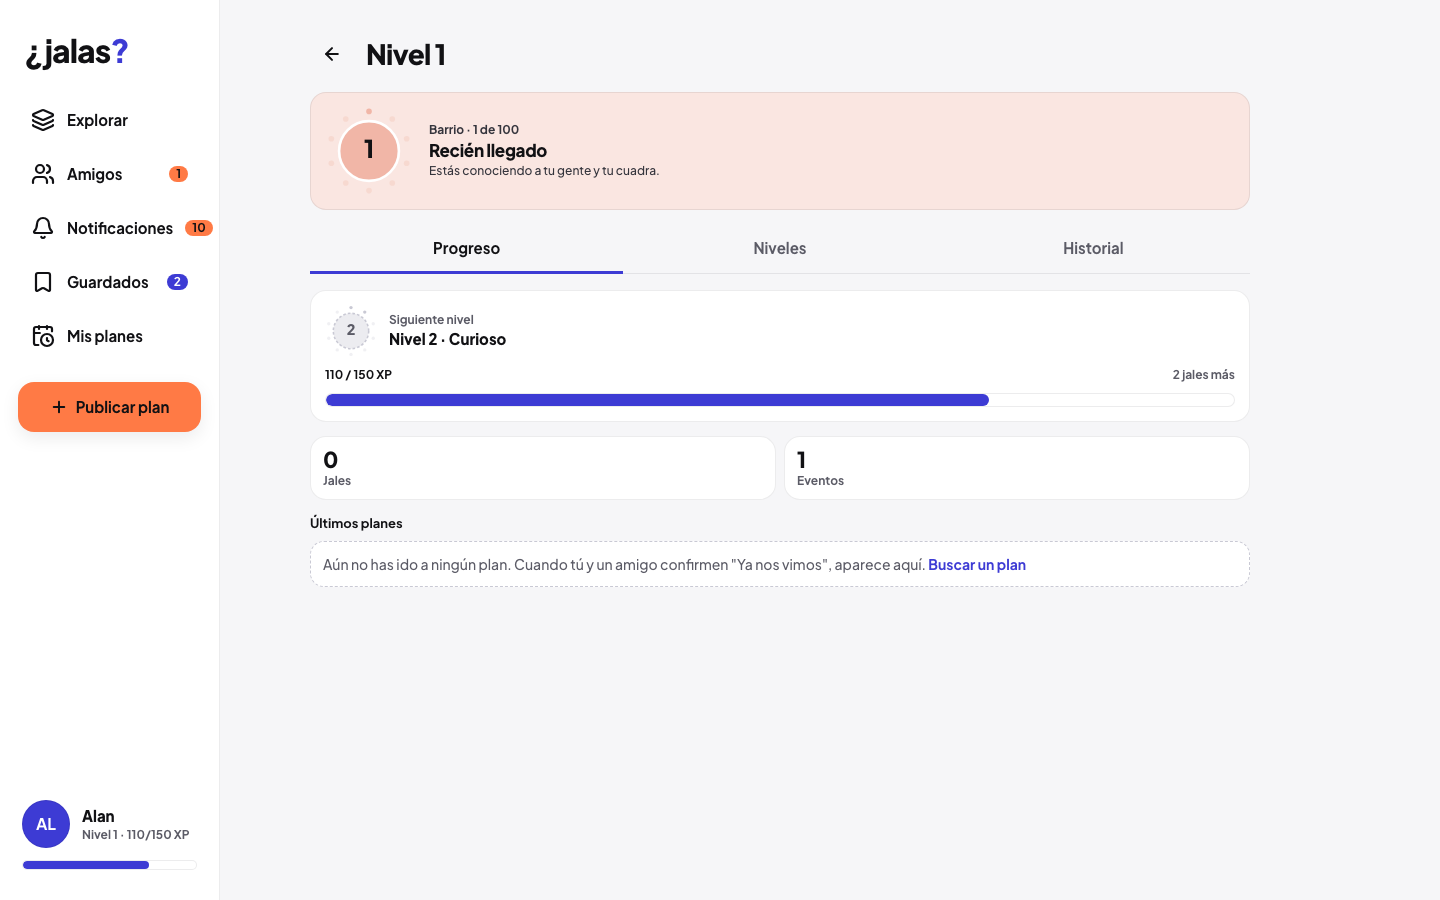 ¿jalas?
Explorar
Amigos 1
Notificaciones 10
Guardados 2
Mis planes
+ Publicar plan
AL
Alan
Nivel 1 · 110/150 XP
Nivel 1
1
Barrio · 1 de 100
Recién llegado
Estás conociendo a tu gente y tu cuadra.
Progreso Niveles Historial
2
Siguiente nivel
Nivel 2 · Curioso
110 / 150 XP 2 jales más
0
Jales
1
Eventos
Últimos planes
Aún no has ido a ningún plan. Cuando tú y un amigo confirmen "Ya nos vimos", aparece aquí. Buscar un plan